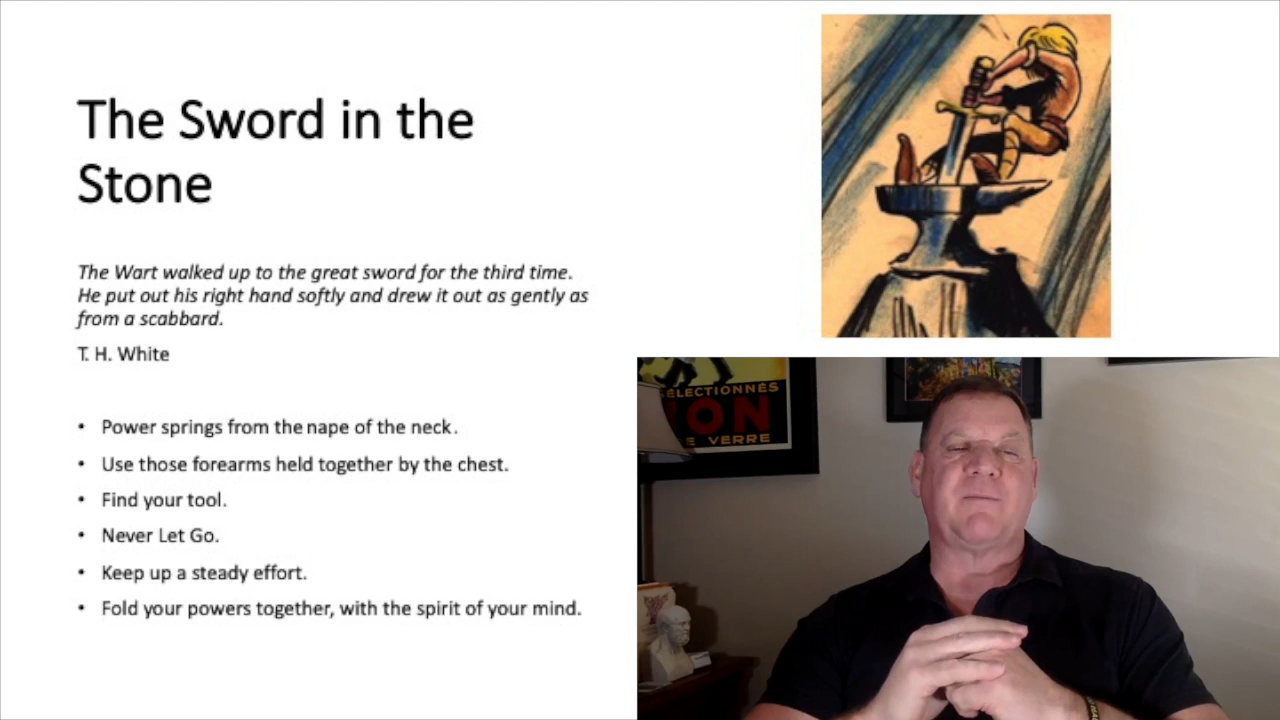 The Sword in the
Stone
The Wart walked up to the great sword for the third time.
He put out his right hand softly and drew it out as gently as
from a scabbard.
T. H. White
• Power springs from the nape of the neck.
• Use those forearms held together by the chest.
• Find your tool.
• Never Let Go.
• Keep up a steady effort.
• Fold your powers together, with the spirit of your mind.
ÉLECTIONNÉS
ON
VERRE